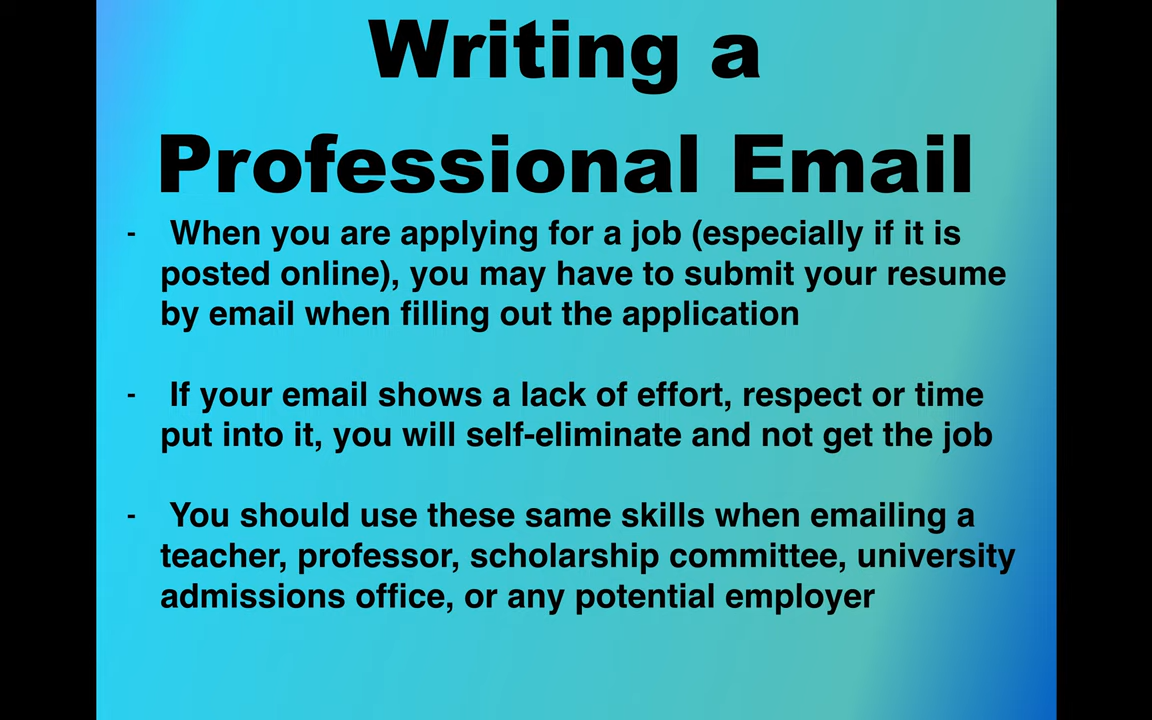 Writing a
Professional Email
- When you are applying for a job (especially if it is
posted online), you may have to submit your resume
by email when filling out the application
- If your email shows a lack of effort, respect or time
put into it, you will self-eliminate and not get the job
- You should use these same skills when emailing a
teacher, professor, scholarship committee, university
admissions office, or any potential employer